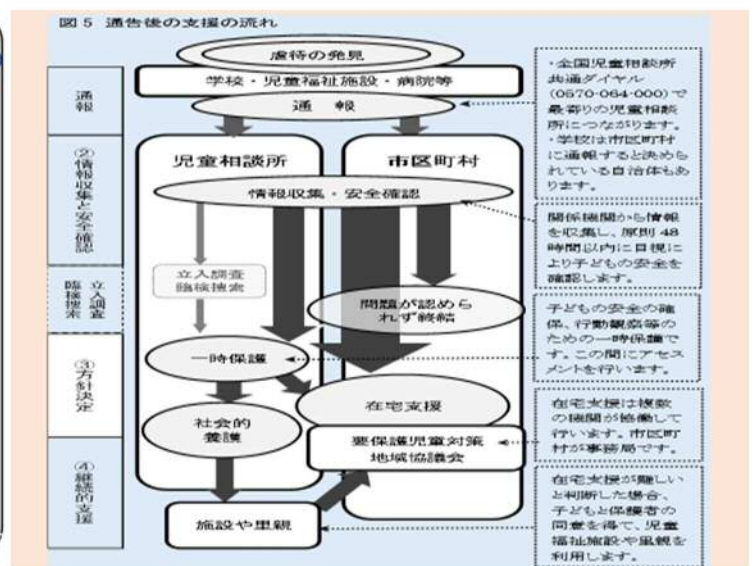 図5 通告後の支援の流れ
虐待の発見
学校・児童福祉施設・病院等
通報
通 報
・全国児童相談所
共通ダイヤル
(0570-064-000)で
最寄りの児童相談
所につながります。
・学校は市区町村
に通報すると決めら
れている自治体もあ
ります。
②情報収集と安全確認
児童相談所
市区町村
情報収集・安全確認
関係機関から情報
を収集し、原則48
時間以内に目視に
より子どもの安全を
確認します。
立入調査
臨検捜索
立入調査
臨検捜索
問題が認めら
れず終結
子どもの安全の確
保、行動観察等の
ための一時保護で
す。この間にアセス
メントを行います。
③方針決定
一時保護
社会的
養護
在宅支援
要保護児童対策
地域協議会
在宅支援は複数
の機関が協働して
行います。市区町
村が事務局です。
④継続的支援
施設や里親
在宅支援が難しい
と判断した場合、
子どもと保護者の
同意を得て、児童
福祉施設や里親を
利用します。